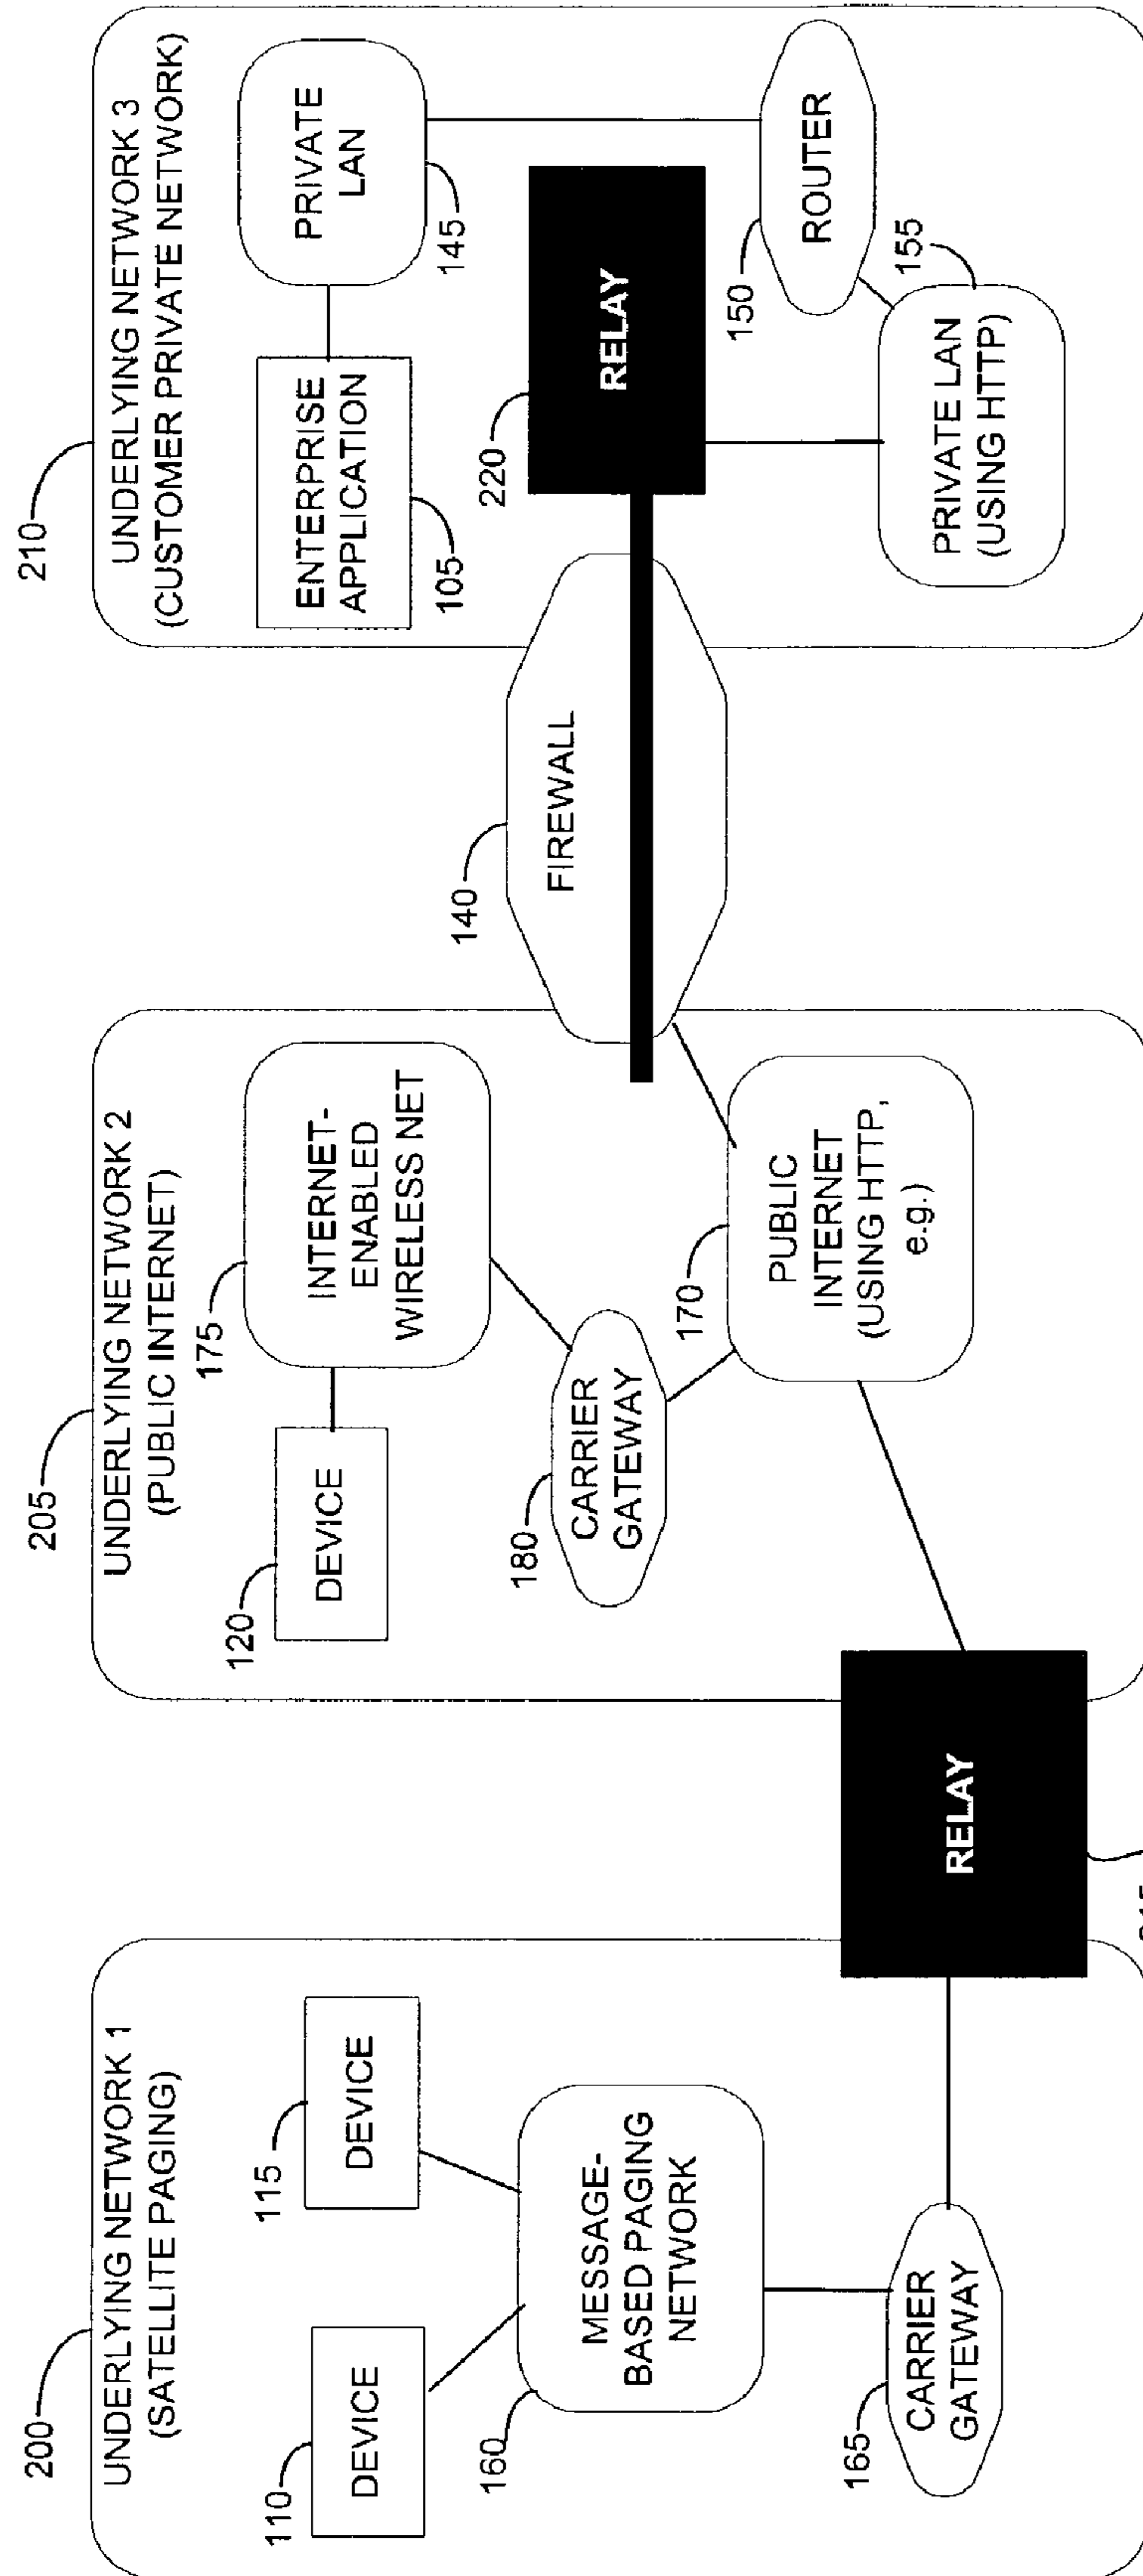 200
UNDERLYING NETWORK 1
(SATELLITE PAGING)
110
DEVICE
115
DEVICE
160
MESSAGE-
BASED PAGING
NETWORK
165
CARRIER
GATEWAY
RELAY
205
UNDERLYING NETWORK 2
(PUBLIC INTERNET)
120
DEVICE
175
INTERNET-
ENABLED
WIRELESS NET
180
CARRIER
GATEWAY
170
PUBLIC
INTERNET
(USING HTTP,
e.g.)
140
FIREWALL
210
UNDERLYING NETWORK 3
(CUSTOMER PRIVATE NETWORK)
ENTERPRISE
APPLICATION
105
PRIVATE
LAN
145
220
RELAY
150
ROUTER
155
PRIVATE LAN
(USING HTTP)